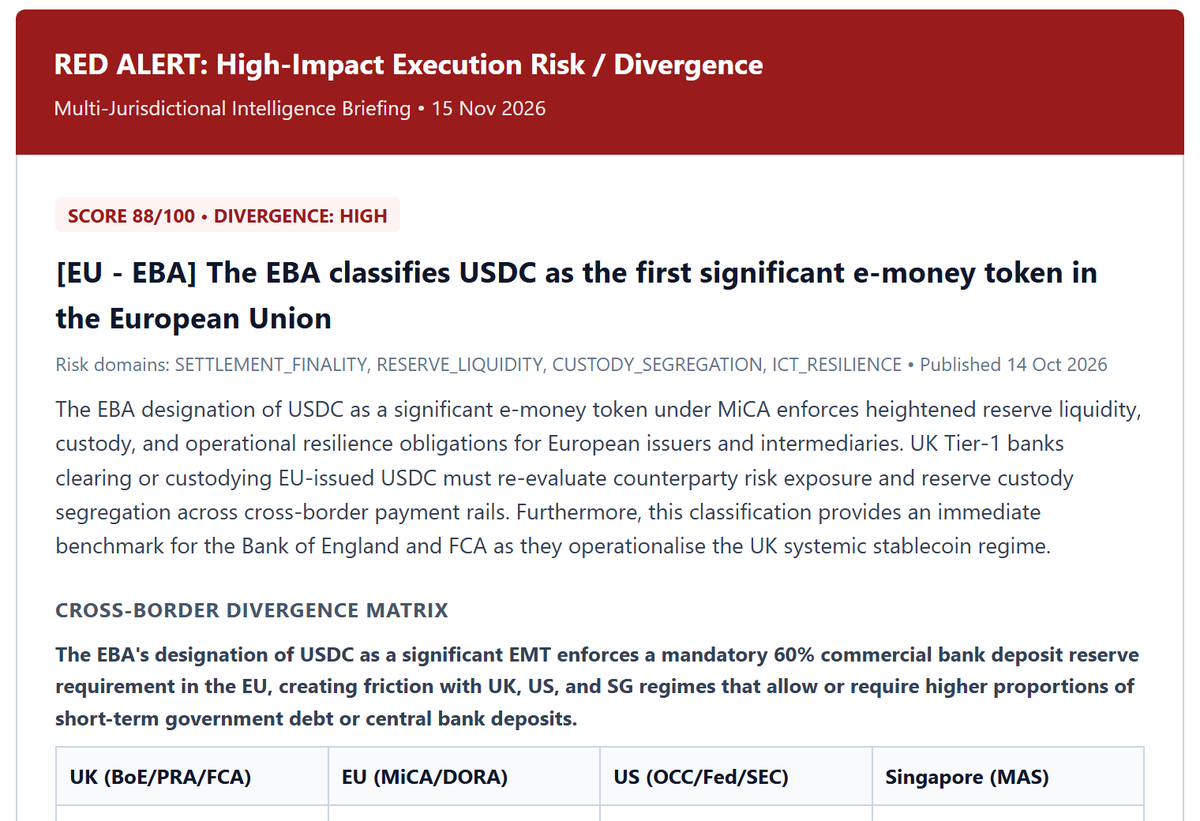 RED ALERT: High-Impact Execution Risk / Divergence
Multi-Jurisdictional Intelligence Briefing • 15 Nov 2026
SCORE 88/100 • DIVERGENCE: HIGH
[EU - EBA] The EBA classifies USDC as the first significant e-money token in
the European Union
Risk domains: SETTLEMENT_FINALITY, RESERVE_LIQUIDITY, CUSTODY_SEGREGATION, ICT_RESILIENCE • Published 14 Oct 2026
The EBA designation of USDC as a significant e-money token under MiCA enforces heightened reserve liquidity,
custody, and operational resilience obligations for European issuers and intermediaries. UK Tier-1 banks
clearing or custodying EU-issued USDC must re-evaluate counterparty risk exposure and reserve custody
segregation across cross-border payment rails. Furthermore, this classification provides an immediate
benchmark for the Bank of England and FCA as they operationalise the UK systemic stablecoin regime.
CROSS-BORDER DIVERGENCE MATRIX
The EBA's designation of USDC as a significant EMT enforces a mandatory 60% commercial bank deposit reserve
requirement in the EU, creating friction with UK, US, and SG regimes that allow or require higher proportions of
short-term government debt or central bank deposits.
UK (BoE/PRA/FCA) EU (MiCA/DORA) US (OCC/Fed/SEC) Singapore (MAS)